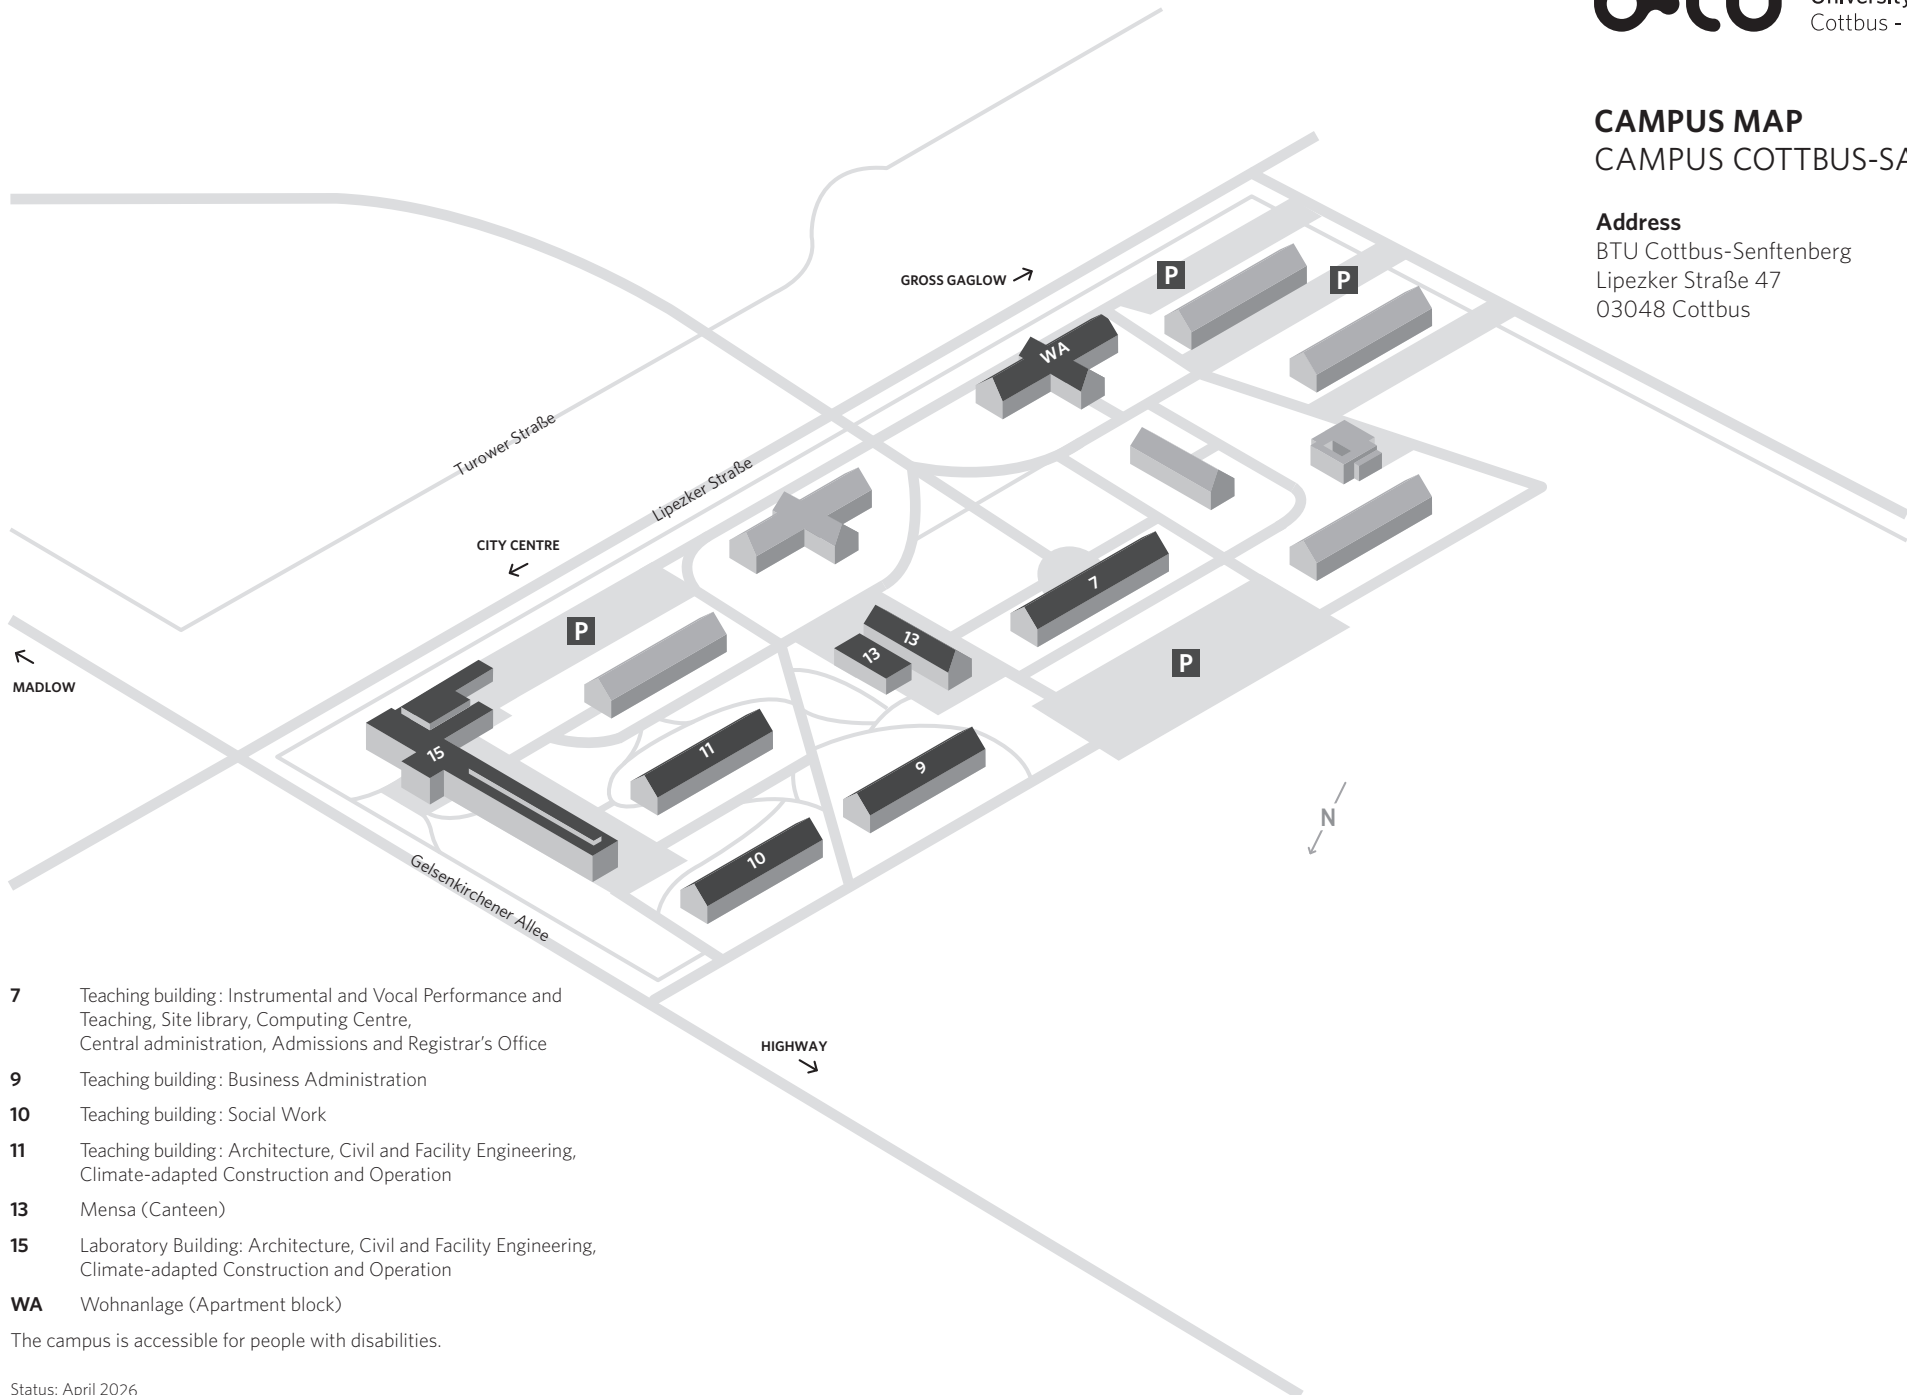 University
Cottbus -
CAMPUS MAP
CAMPUS COTTBUS-SA
Address
BTU Cottbus-Senftenberg
Lipezker Straße 47
03048 Cottbus
GROSS GAGLOW
P
P
WA
Turower Straße
Lipezker Straße
CITY CENTRE
P
7
13
13
P
MADLOW
15
11
9
10
N
Gelsenkirchener Allee
HIGHWAY
7 Teaching building: Instrumental and Vocal Performance and
Teaching, Site library, Computing Centre,
Central administration, Admissions and Registrar's Office
9 Teaching building: Business Administration
10 Teaching building: Social Work
11 Teaching building: Architecture, Civil and Facility Engineering,
Climate-adapted Construction and Operation
13 Mensa (Canteen)
15 Laboratory Building: Architecture, Civil and Facility Engineering,
Climate-adapted Construction and Operation
WA Wohnanlage (Apartment block)
The campus is accessible for people with disabilities.
Status: April 2026